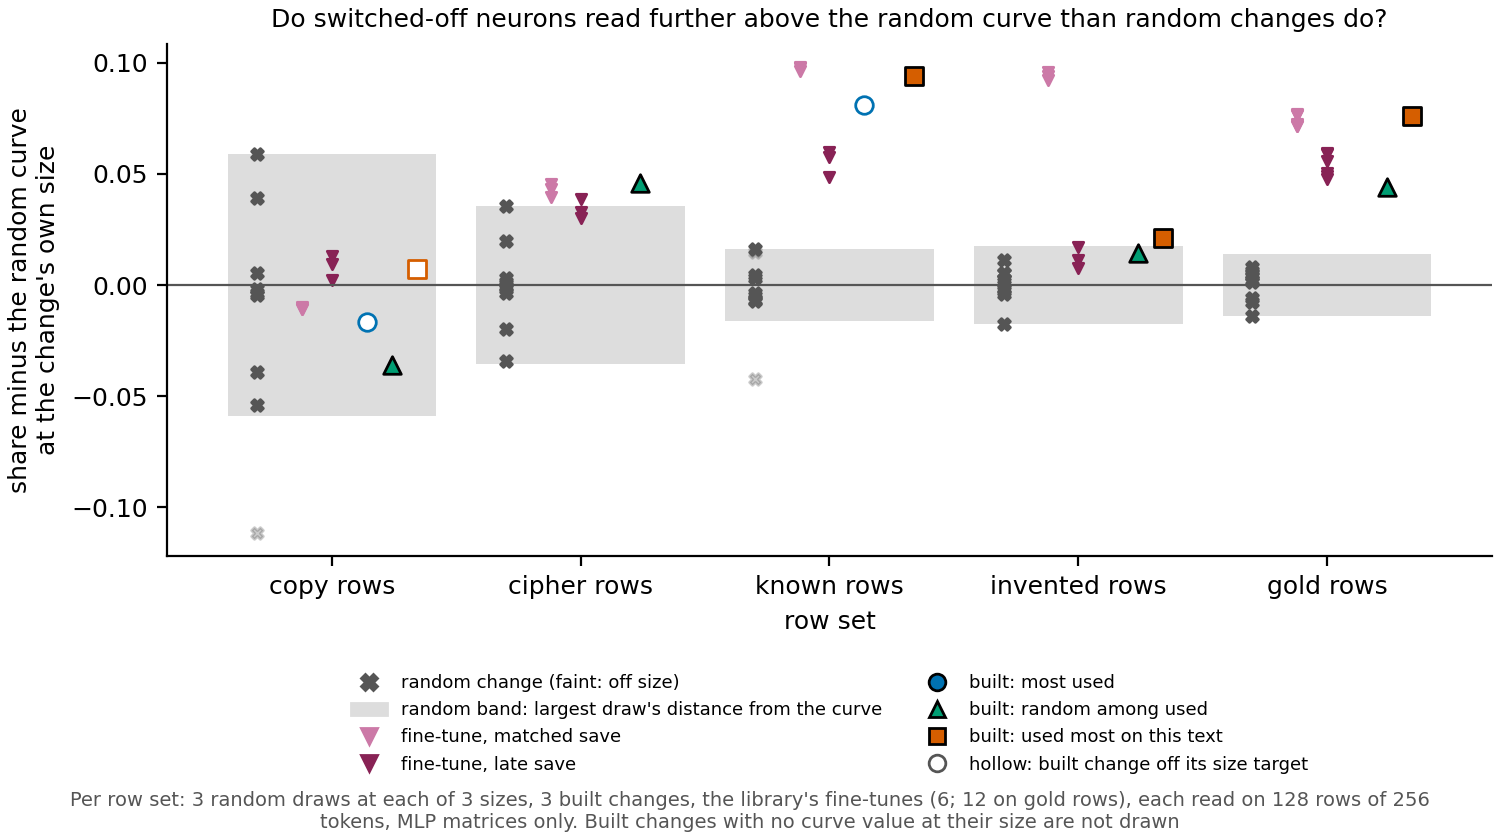 Do switched-off neurons read further above the random curve than random changes do?
share minus the random curve
at the change's own size
0.10
0.05
0.00
−0.05
−0.10
copy rows
cipher rows
known rows
invented rows
gold rows
row set
random change (faint: off size)
random band: largest draw's distance from the curve
fine-tune, matched save
fine-tune, late save
built: most used
built: random among used
built: used most on this text
hollow: built change off its size target
Per row set: 3 random draws at each of 3 sizes, 3 built changes, the library's fine-tunes (6; 12 on gold rows), each read on 128 rows of 256
tokens, MLP matrices only. Built changes with no curve value at their size are not drawn